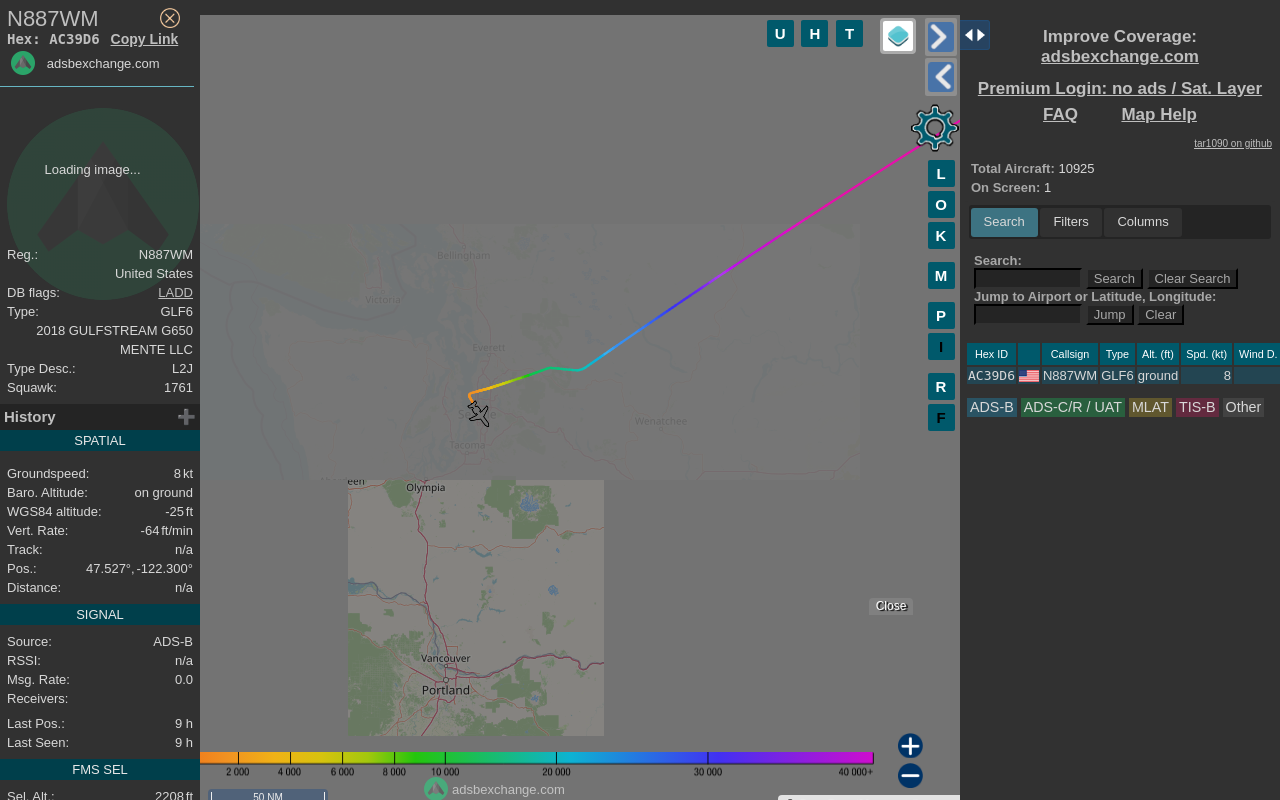 N887WM
Hex: AC39D6 Copy Link
adsbexchange.com
Loading image...
Reg.: N887WM
United States
DB flags: LADD
Type: GLF6
2018 GULFSTREAM G650
MENTE LLC
Type Desc.: L2J
Squawk: 1761
History
SPATIAL
Groundspeed: 8 kt
Baro. Altitude: on ground
WGS84 altitude: -25 ft
Vert. Rate: -64 ft/min
Track: n/a
Pos.: 47.527°, -122.300°
Distance: n/a
SIGNAL
Source: ADS-B
RSSI: n/a
Msg. Rate: 0.0
Receivers:
Last Pos.: 9 h
Last Seen: 9 h
FMS SEL
Sel. Alt.: 2208 ft
U H T
L
O
K
M
P
I
R
F
Bellingham
Victoria
Everett
Wenatchee
Tacoma
Olympia
Vancouver
Portland
Close
2 000 4 000 6 000 8 000 10 000 20 000 30 000 40 000+
adsbexchange.com
50 NM
Improve Coverage:
adsbexchange.com
Premium Login: no ads / Sat. Layer
FAQ Map Help
tar1090 on github
Total Aircraft: 10925
On Screen: 1
Search Filters Columns
Search:
Search Clear Search
Jump to Airport or Latitude, Longitude:
Jump Clear
Hex ID Callsign Type Alt. (ft) Spd. (kt) Wind D.
AC39D6 N887WM GLF6 ground 8
ADS-B ADS-C/R / UAT MLAT TIS-B Other